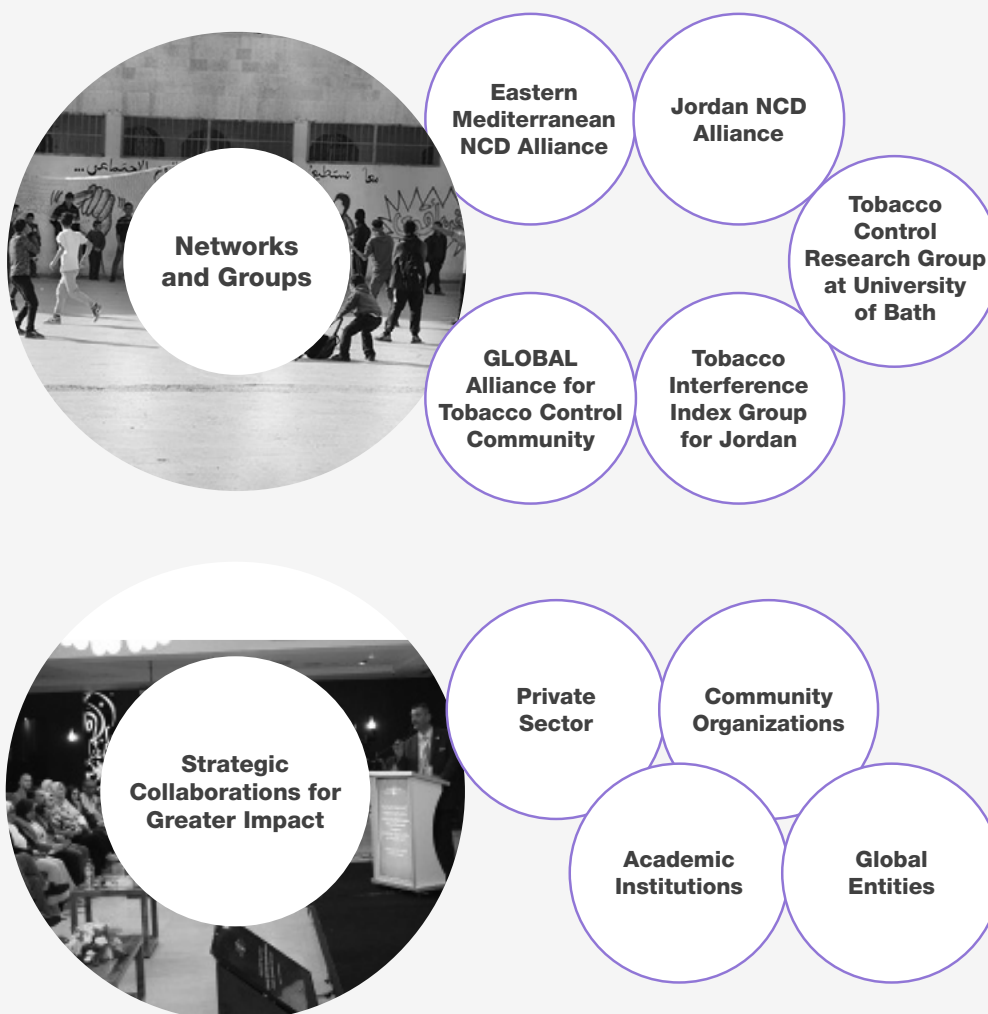 Eastern
Mediterranean
NCD Alliance
Jordan NCD
Alliance
Tobacco
Control
Research Group
at University
of Bath
Networks
and Groups
GLOBAL
Alliance for
Tobacco Control
Community
Tobacco
Interference
Index Group
for Jordan
Private
Sector
Community
Organizations
Strategic
Collaborations for
Greater Impact
Academic
Institutions
Global
Entities